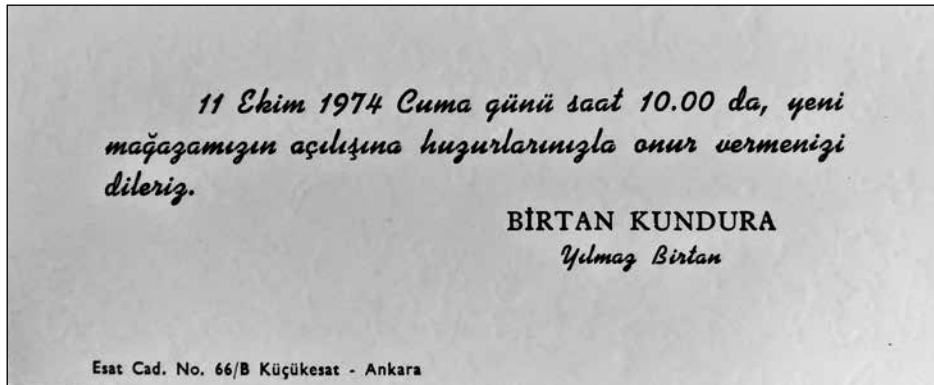 11 Ekim 1974 Cuma günü saat 10.00 da, yeni
mağazamızın açılışına huzurlarınızla onur vermenizi
dileriz.
BİRTAN KUNDURA
Yılmaz Birtan
Esat Cad. No. 66/B Küçükesat - Ankara